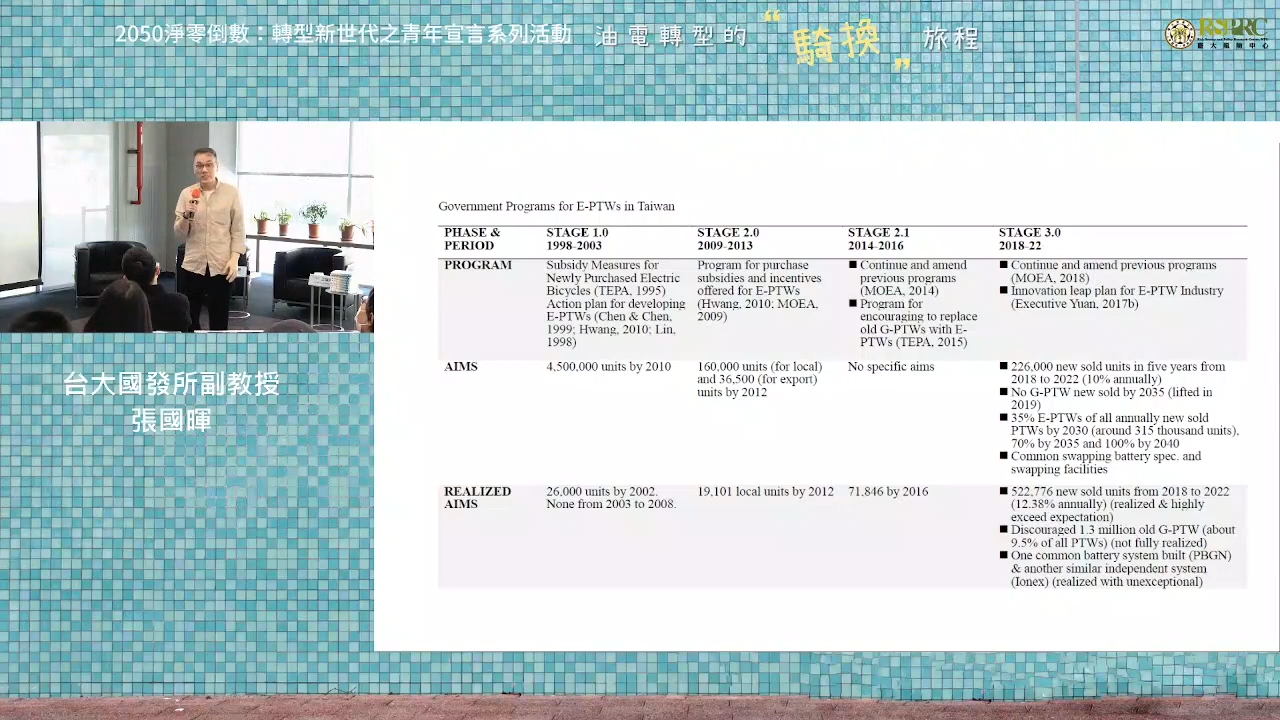 2050淨零倒數：轉型新世代之青年宣言系列活動 油電轉型的“騎換”旅程
RSPRC
臺大風險中心
台大國發所副教授
張國暉
Government Programs for E-PTWs in Taiwan
PHASE & PERIOD
STAGE 1.0
1998-2003
STAGE 2.0
2009-2013
STAGE 2.1
2014-2016
STAGE 3.0
2018-22
PROGRAM
Subsidy Measures for
Newly Purchased Electric
Bicycles (TEPA, 1995)
Action plan for developing
E-PTWs (Chen & Chen,
1999; Hwang, 2010; Lin,
1998)
Program for purchase
subsidies and incentives
offered for E-PTWs
(Hwang, 2010; MOEA,
2009)
■ Continue and amend
previous programs
(MOEA, 2014)
■ Program for
encouraging to replace
old G-PTWs with E-
PTWs (TEPA, 2015)
■ Continue and amend previous programs
(MOEA, 2018)
■ Innovation leap plan for E-PTW Industry
(Executive Yuan, 2017b)
AIMS
4,500,000 units by 2010
160,000 units (for local)
and 36,500 (for export)
units by 2012
No specific aims
■ 226,000 new sold units in five years from
2018 to 2022 (10% annually)
■ No G-PTW new sold by 2035 (lifted in
2019)
■ 35% E-PTWs of all annually new sold
PTWs by 2030 (around 315 thousand units),
70% by 2035 and 100% by 2040
■ Common swapping battery spec. and
swapping facilities
REALIZED
AIMS
26,000 units by 2002.
None from 2003 to 2008.
19,101 local units by 2012
71,846 by 2016
■ 522,776 new sold units from 2018 to 2022
(12.38% annually) (realized & highly
exceed expectation)
■ Discouraged 1.3 million old G-PTW (about
9.5% of all PTWs) (not fully realized)
■ One common battery system built (PBGN)
& another similar independent system
(Ionex) (realized with unexceptional)